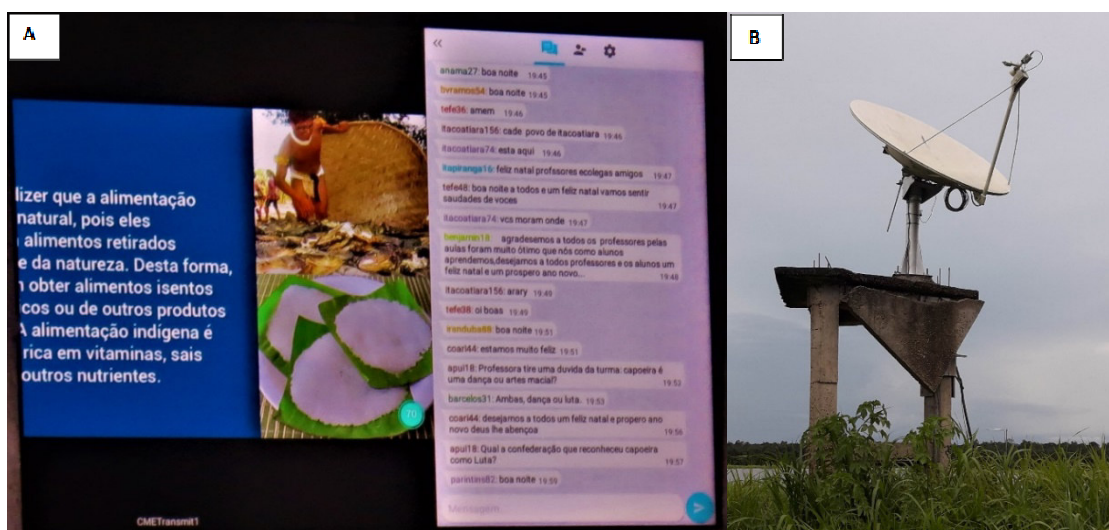 A
lizer que a alimentação
natural, pois eles
alimentos retirados
e da natureza. Desta forma,
obter alimentos isentos
cos ou de outros produtos
A alimentação indígena é
rica em vitaminas, sais
outros nutrientes.
70
CMETransmit1
anama27: boa noite 19:45
bvramos54: boa noite 19:45
tefe36: amem 19:46
itacoatiara156: cade povo de itacoatiara 19:46
itacoatiara74: esta aqui 19:46
itapiranga16: feliz natal profssores ecolegas amigos 19:47
tefe48: boa noite a todos e um feliz natal vamos sentir
saudades de voces 19:47
itacoatiara74: vcs moram onde 19:47
benjamin18: agradesamos a todos os professores pelas
aulas foram muito ótimo que nós como alunos
aprendemos,desejamos a todos professores e os alunos um
feliz natal e um prospero ano novo... 19:48
itacoatiara156: arary 19:48
tefe38: oi boas 19:49
iranduba88: boa noite 19:51
coari44: estamos muito feliz 19:51
apui18: Professora tire uma duvida da turma: capoeira é
uma dança ou artes macial? 19:52
barcelos31: Ambas, dança ou luta. 19:53
coari44: desejamos a todos um feliz natal e propero ano
novo deus lhe abençoa 19:56
apui18: Qual a confederação que reconheceu capoeira
como Luta? 19:57
parintins82: boa noite 19:59
Mensagem
B